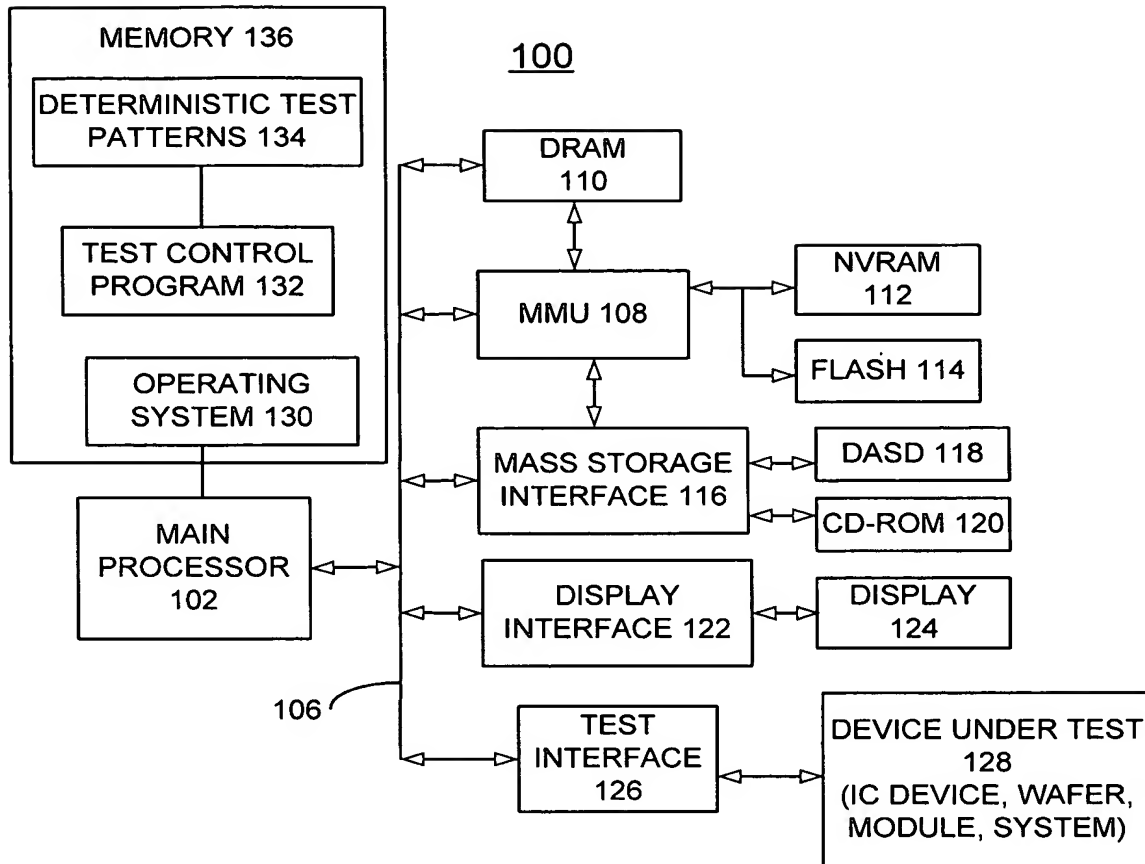 MEMORY 136
DETERMINISTIC TEST
PATTERNS 134
TEST CONTROL
PROGRAM 132
OPERATING
SYSTEM 130
MAIN
PROCESSOR
102
100
DRAM
110
MMU 108
NVRAM
112
FLASH 114
MASS STORAGE
INTERFACE 116
DASD 118
CD-ROM 120
DISPLAY
INTERFACE 122
DISPLAY
124
106
TEST
INTERFACE
126
DEVICE UNDER TEST
128
(IC DEVICE, WAFER,
MODULE, SYSTEM)